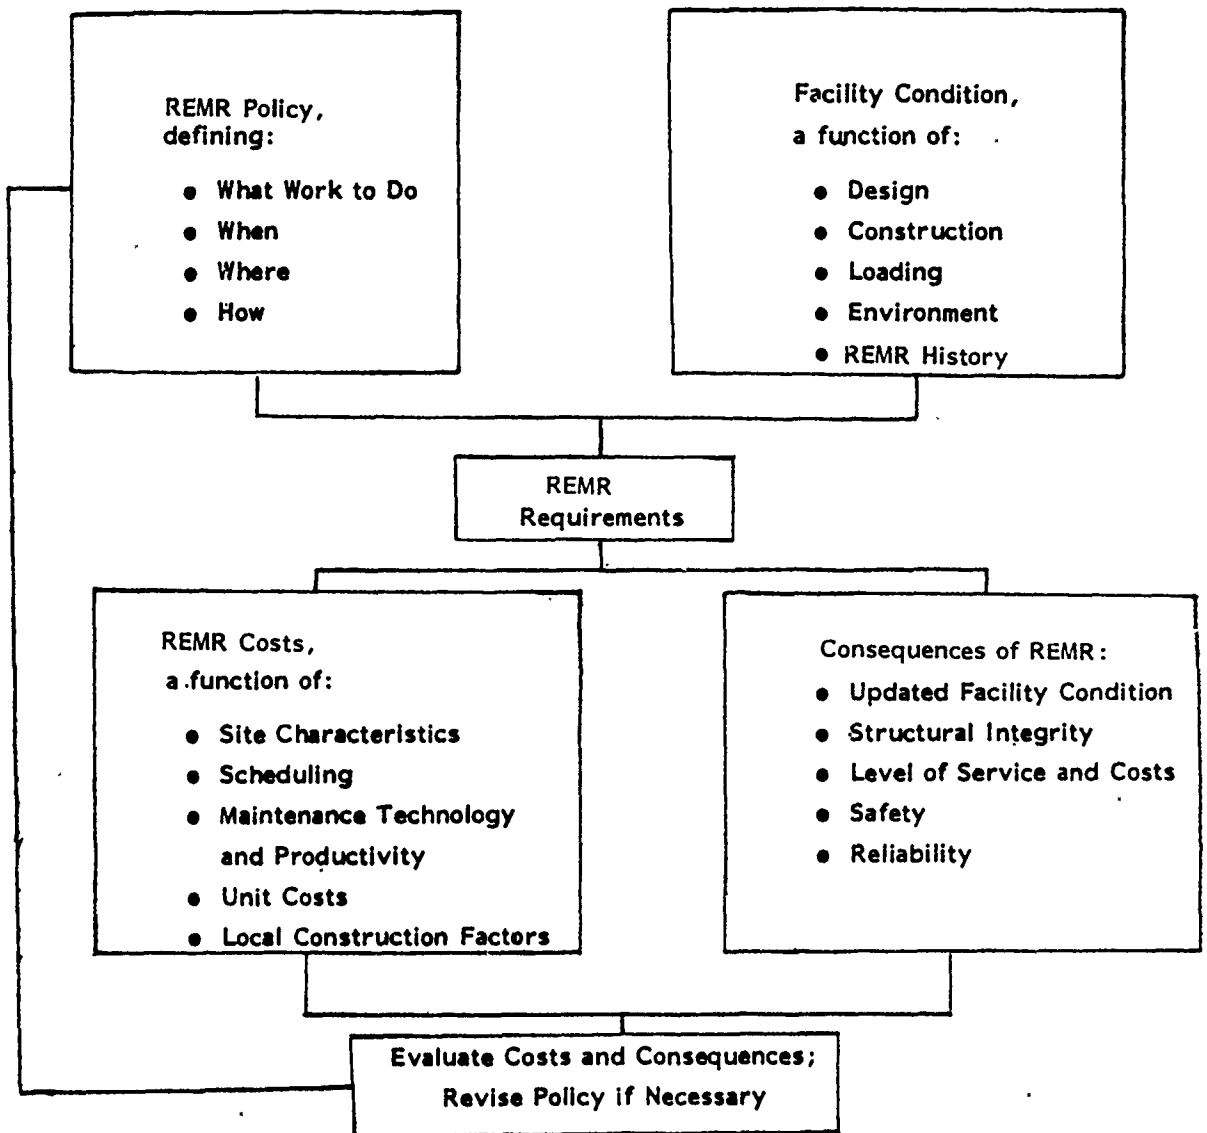 REMR Policy,
defining:
● What Work to Do
● When
● Where
● How
Facility Condition,
a function of:
● Design
● Construction
● Loading
● Environment
● REMR History
REMR
Requirements
REMR Costs,
a function of:
● Site Characteristics
● Scheduling
● Maintenance Technology
and Productivity
● Unit Costs
● Local Construction Factors
Consequences of REMR:
● Updated Facility Condition
● Structural Integrity
● Level of Service and Costs
● Safety
● Reliability
Evaluate Costs and Consequences;
Revise Policy if Necessary